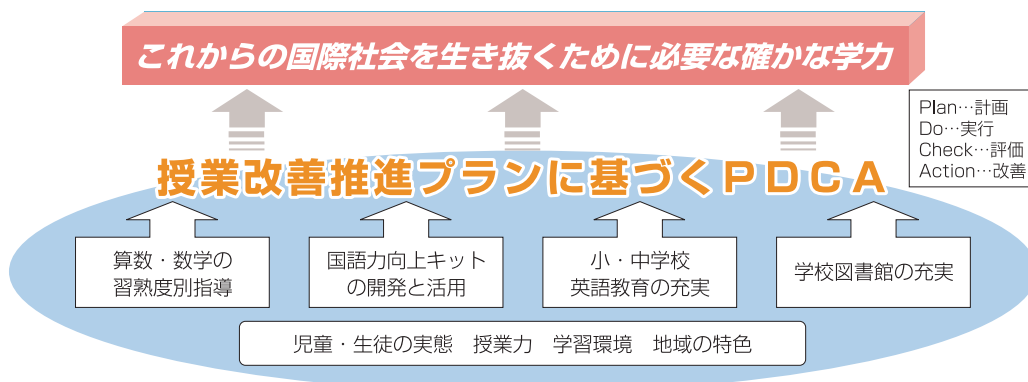 これからの国際社会を生き抜くために必要な確かな学力
Plan…計画
Do…実行
Check…評価
Action…改善
授業改善推進プランに基づくPDCA
算数・数学の
習熟度別指導
国語力向上キット
の開発と活用
小・中学校
英語教育の充実
学校図書館の充実
児童・生徒の実態　授業力　学習環境　地域の特色